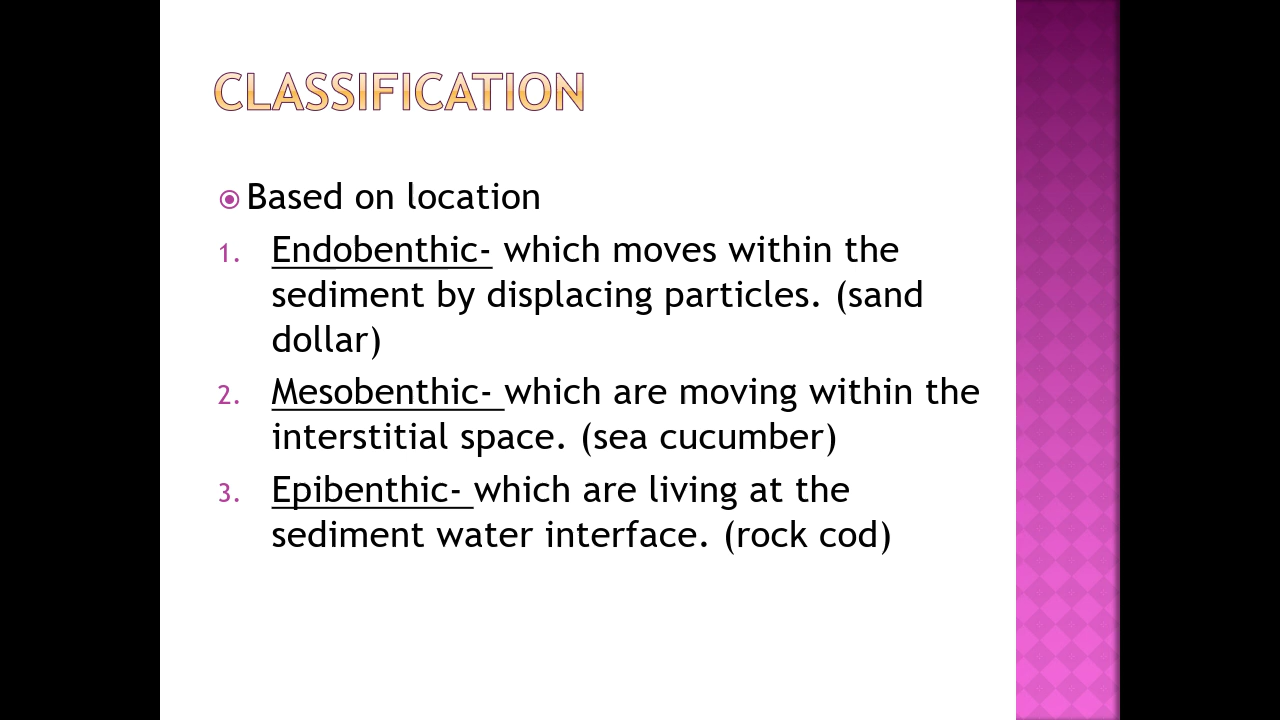 CLASSIFICATION
Based on location
1. Endobenthic- which moves within the
sediment by displacing particles. (sand
dollar)
2. Mesobenthic- which are moving within the
interstitial space. (sea cucumber)
3. Epibenthic- which are living at the
sediment water interface. (rock cod)